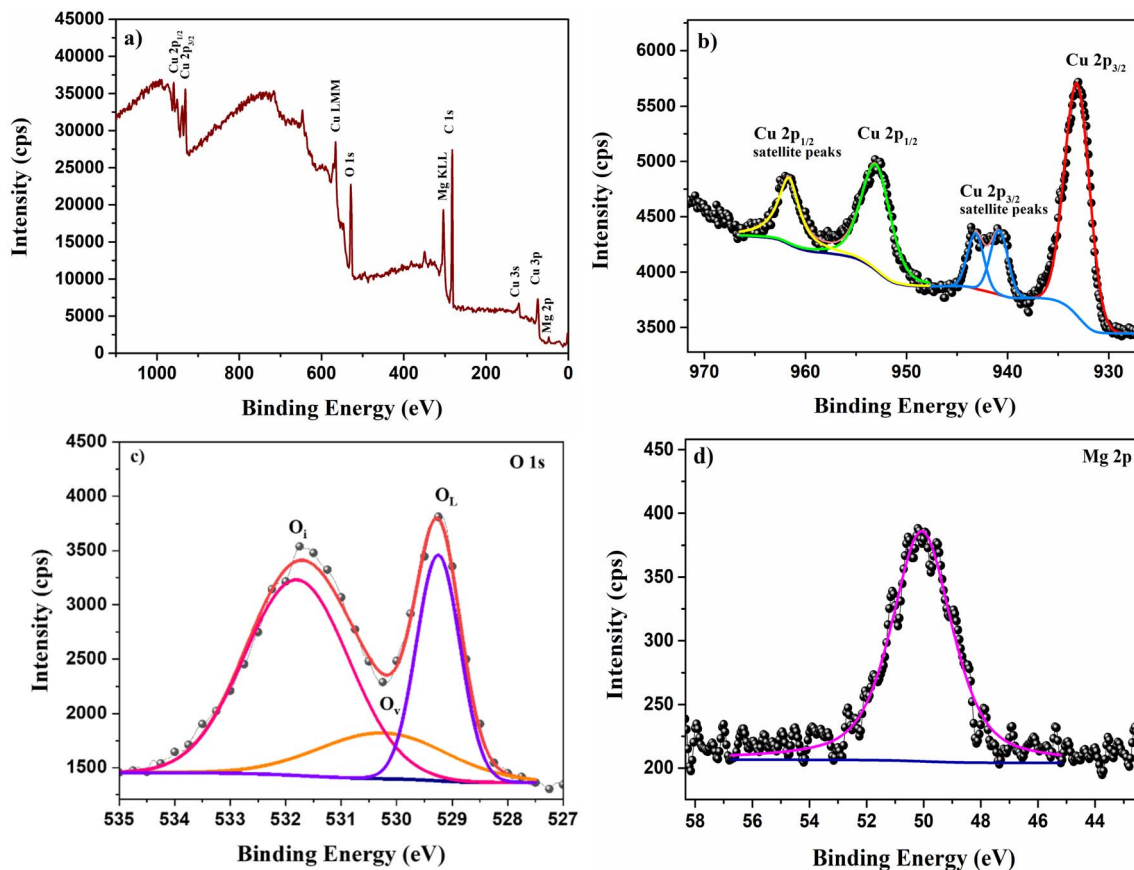 a)
45000
40000
35000
30000
25000
20000
15000
10000
5000
0
Intensity (cps)
Cu 2p1/2
Cu 2p3/2
Cu LMM
O 1s
Mg KLL
C 1s
Cu 3s
Cu 3p
Mg 2p
1000 800 600 400 200 0
Binding Energy (eV)
b)
6000
5500
5000
4500
4000
3500
Intensity (cps)
Cu 2p3/2
Cu 2p1/2
satellite peaks
Cu 2p1/2
Cu 2p3/2
satellite peaks
970 960 950 940 930
Binding Energy (eV)
c)
O 1s
4500
4000
3500
3000
2500
2000
1500
Intensity (cps)
OL
Oi
Ov
535 534 533 532 531 530 529 528 527
Binding Energy (eV)
d)
Mg 2p
450
400
350
300
250
200
Intensity (cps)
58 56 54 52 50 48 46 44
Binding Energy (eV)